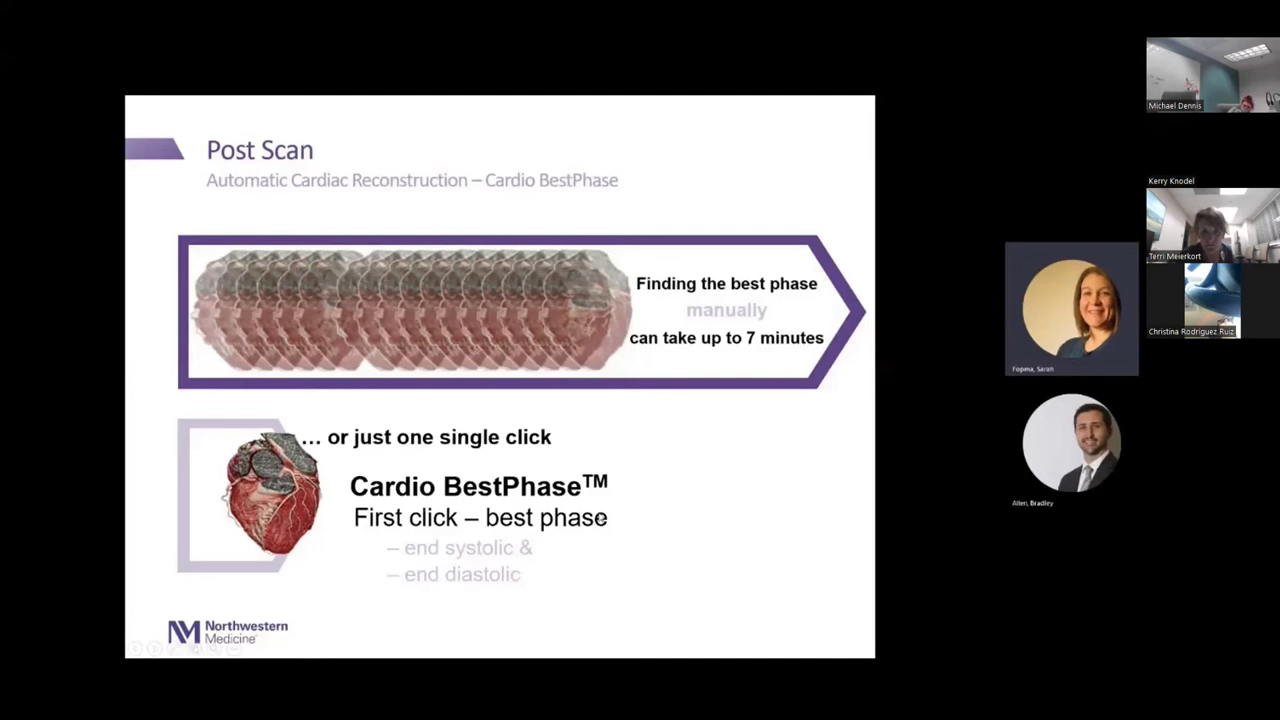 Post Scan
Automatic Cardiac Reconstruction – Cardio BestPhase
Finding the best phase
manually
can take up to 7 minutes
... or just one single click
Cardio BestPhase™
First click – best phase
– end systolic &
– end diastolic
Northwestern
Medicine
Michael Dennis
Kerry Knodel
Terri Meierkort
Christina Rodriguez Ruiz
Allen, Bradley